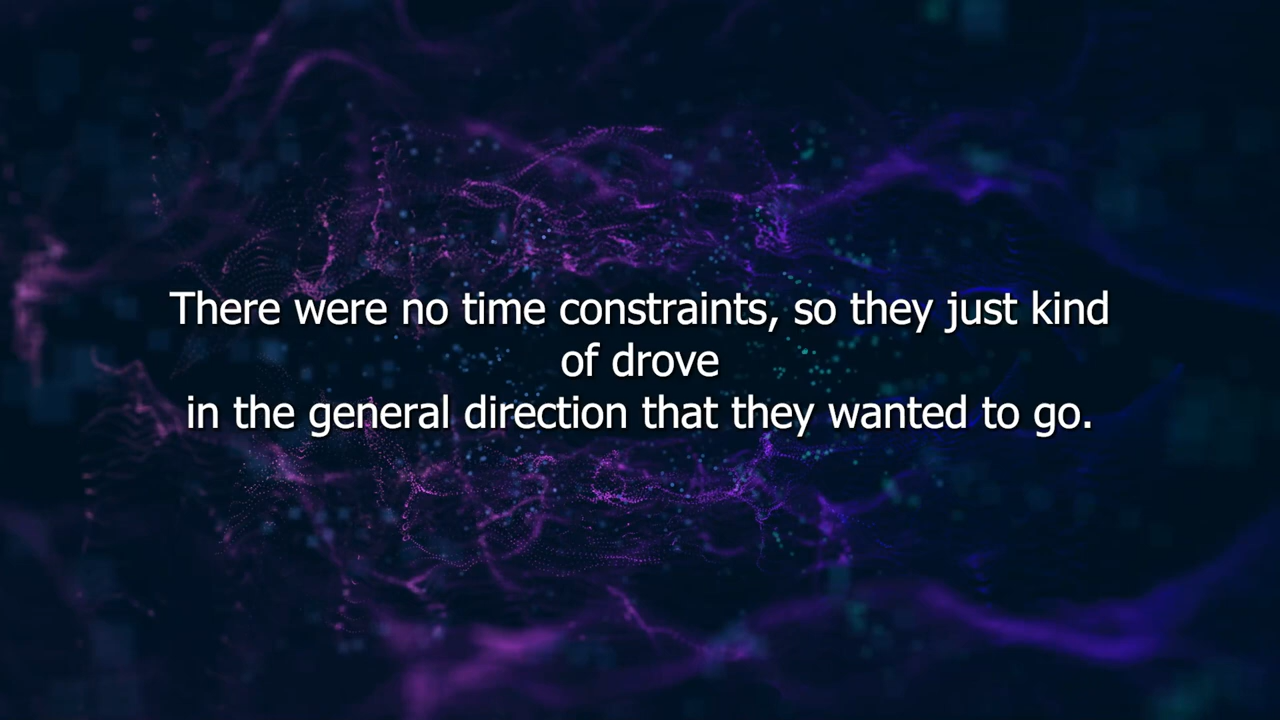 There were no time constraints, so they just kind
of drove
in the general direction that they wanted to go.